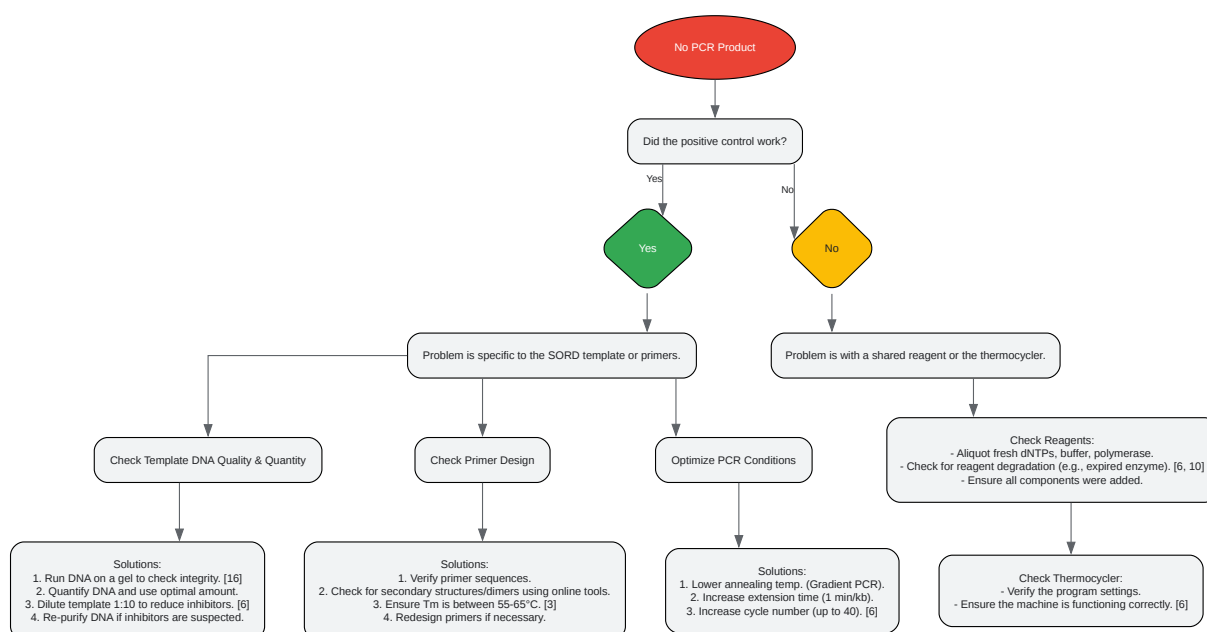 No PCR Product
Did the positive control work?
Yes
No
Yes
No
Problem is specific to the SORD template or primers.
Problem is with a shared reagent or the thermocycler.
Check Template DNA Quality & Quantity
Check Primer Design
Optimize PCR Conditions
Check Reagents:
- Aliquot fresh dNTPs, buffer, polymerase.
- Check for reagent degradation (e.g., expired enzyme). [6, 10]
- Ensure all components were added.
Solutions:
1. Run DNA on a gel to check integrity. [16]
2. Quantify DNA and use optimal amount.
3. Dilute template 1:10 to reduce inhibitors. [6]
4. Re-purify DNA if inhibitors are suspected.
Solutions:
1. Verify primer sequences.
2. Check for secondary structures/dimers using online tools.
3. Ensure Tm is between 55-65°C. [3]
4. Redesign primers if necessary.
Solutions:
1. Lower annealing temp. (Gradient PCR).
2. Increase extension time (1 min/kb).
3. Increase cycle number (up to 40). [6]
Check Thermocycler:
- Verify the program settings.
- Ensure the machine is functioning correctly. [6]